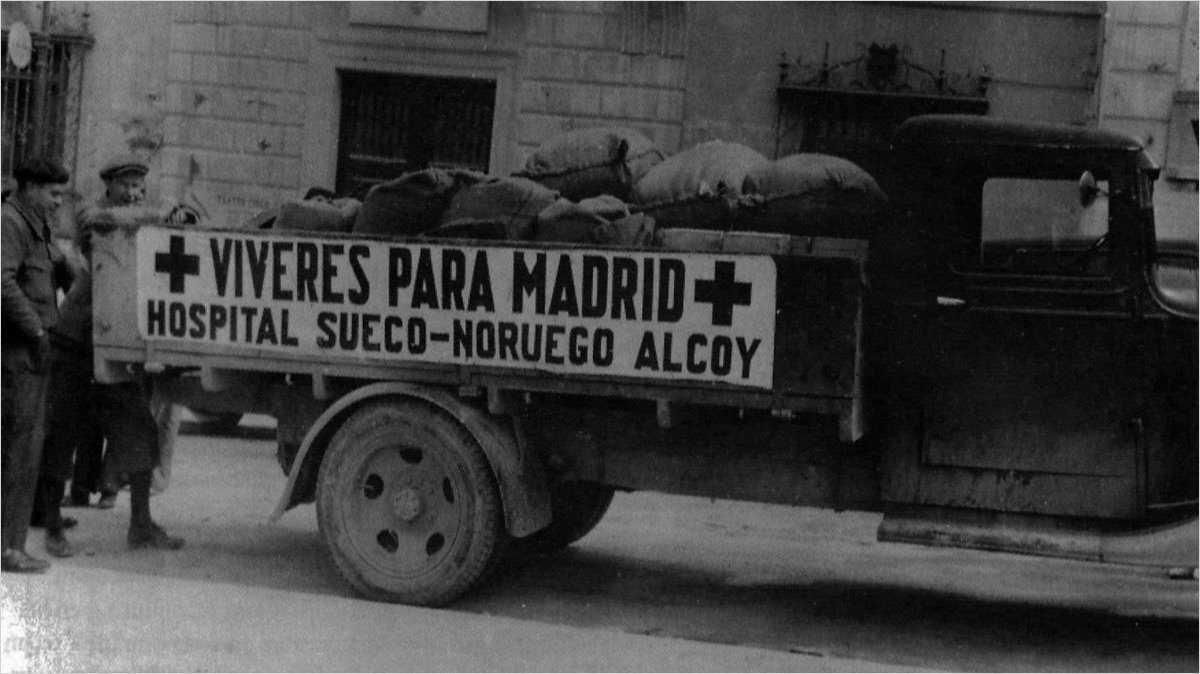 VIVERES PARA MADRID
HOSPITAL SUECO-NORUEGO ALCOY